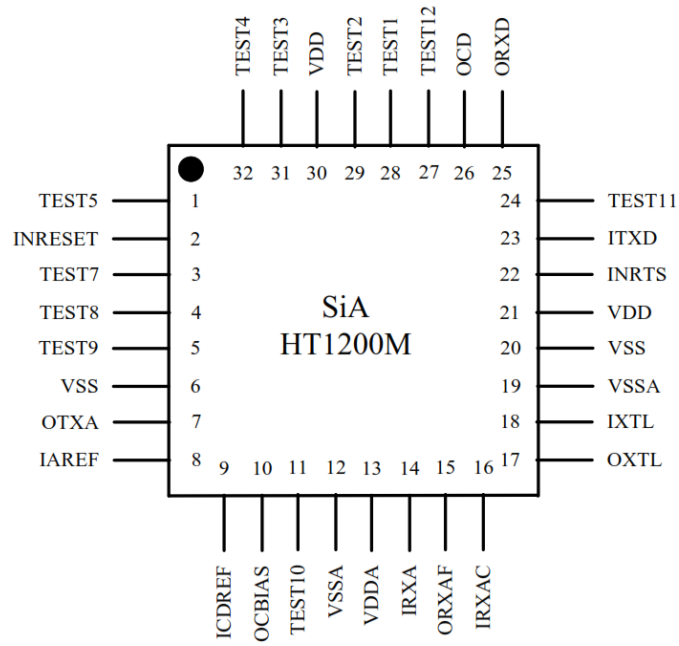 TEST4 TEST3 VDD TEST2 TEST1 TEST12 OCD ORXD
32 31 30 29 28 27 26 25
TEST5 1 24 TEST11
INRESET 2 23 ITXD
TEST7 3 22 INRTS
TEST8 4 SiA 21 VDD
TEST9 5 HT1200M 20 VSS
VSS 6 19 VSSA
OTXA 7 18 IXTL
IAREF 8 17 OXTL
9 10 11 12 13 14 15 16
ICDREF OCBIAS TEST10 VSSA VDDA IRXA ORXAF IRXAC